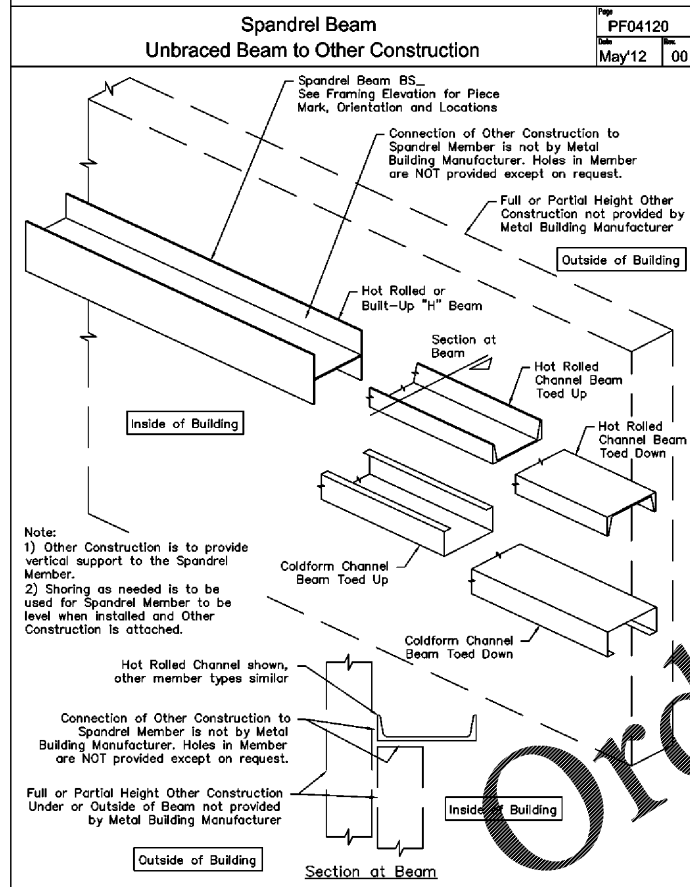 Spandrel Beam
Unbraced Beam to Other Construction
Page
PF04120
Date
May'12
Rev.
00
Spandrel Beam BS_
See Framing Elevation for Piece
Mark, Orientation and Locations
Connection of Other Construction to
Spandrel Member is not by Metal
Building Manufacturer. Holes in Member
are NOT provided except on request.
Full or Partial Height Other
Construction not provided by
Metal Building Manufacturer
Outside of Building
Hot Rolled or
Built-Up "H" Beam
Section at
Beam
Hot Rolled
Channel Beam
Toed Up
Inside of Building
Hot Rolled
Channel Beam
Toed Down
Note:
1) Other Construction is to provide
vertical support to the Spandrel
Member.
2) Shoring as needed is to be
used for Spandrel Member to be
level when installed and Other
Construction is attached.
Coldform Channel
Beam Toed Up
Coldform Channel
Beam Toed Down
Hot Rolled Channel shown,
other member types similar
Connection of Other Construction to
Spandrel Member is not by Metal
Building Manufacturer. Holes in Member
are NOT provided except on request.
Full or Partial Height Other Construction
Under or Outside of Beam not provided
by Metal Building Manufacturer
Inside of Building
Outside of Building
Section at Beam
Ord